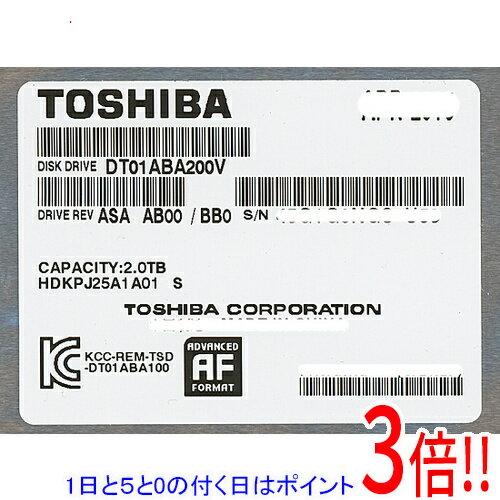 TOSHIBA
DISK DRIVE DT01ABA200V
DRIVE REV ASA AB00 / BB0 S/N
CAPACITY:2.0TB
HDKPJ25A1A01 S
TOSHIBA CORPORATION
KCC-REM-TSD
-DT01ABA100
ADVANCED
AF
FORMAT
1日と5と0の付く日はポイント3倍!!